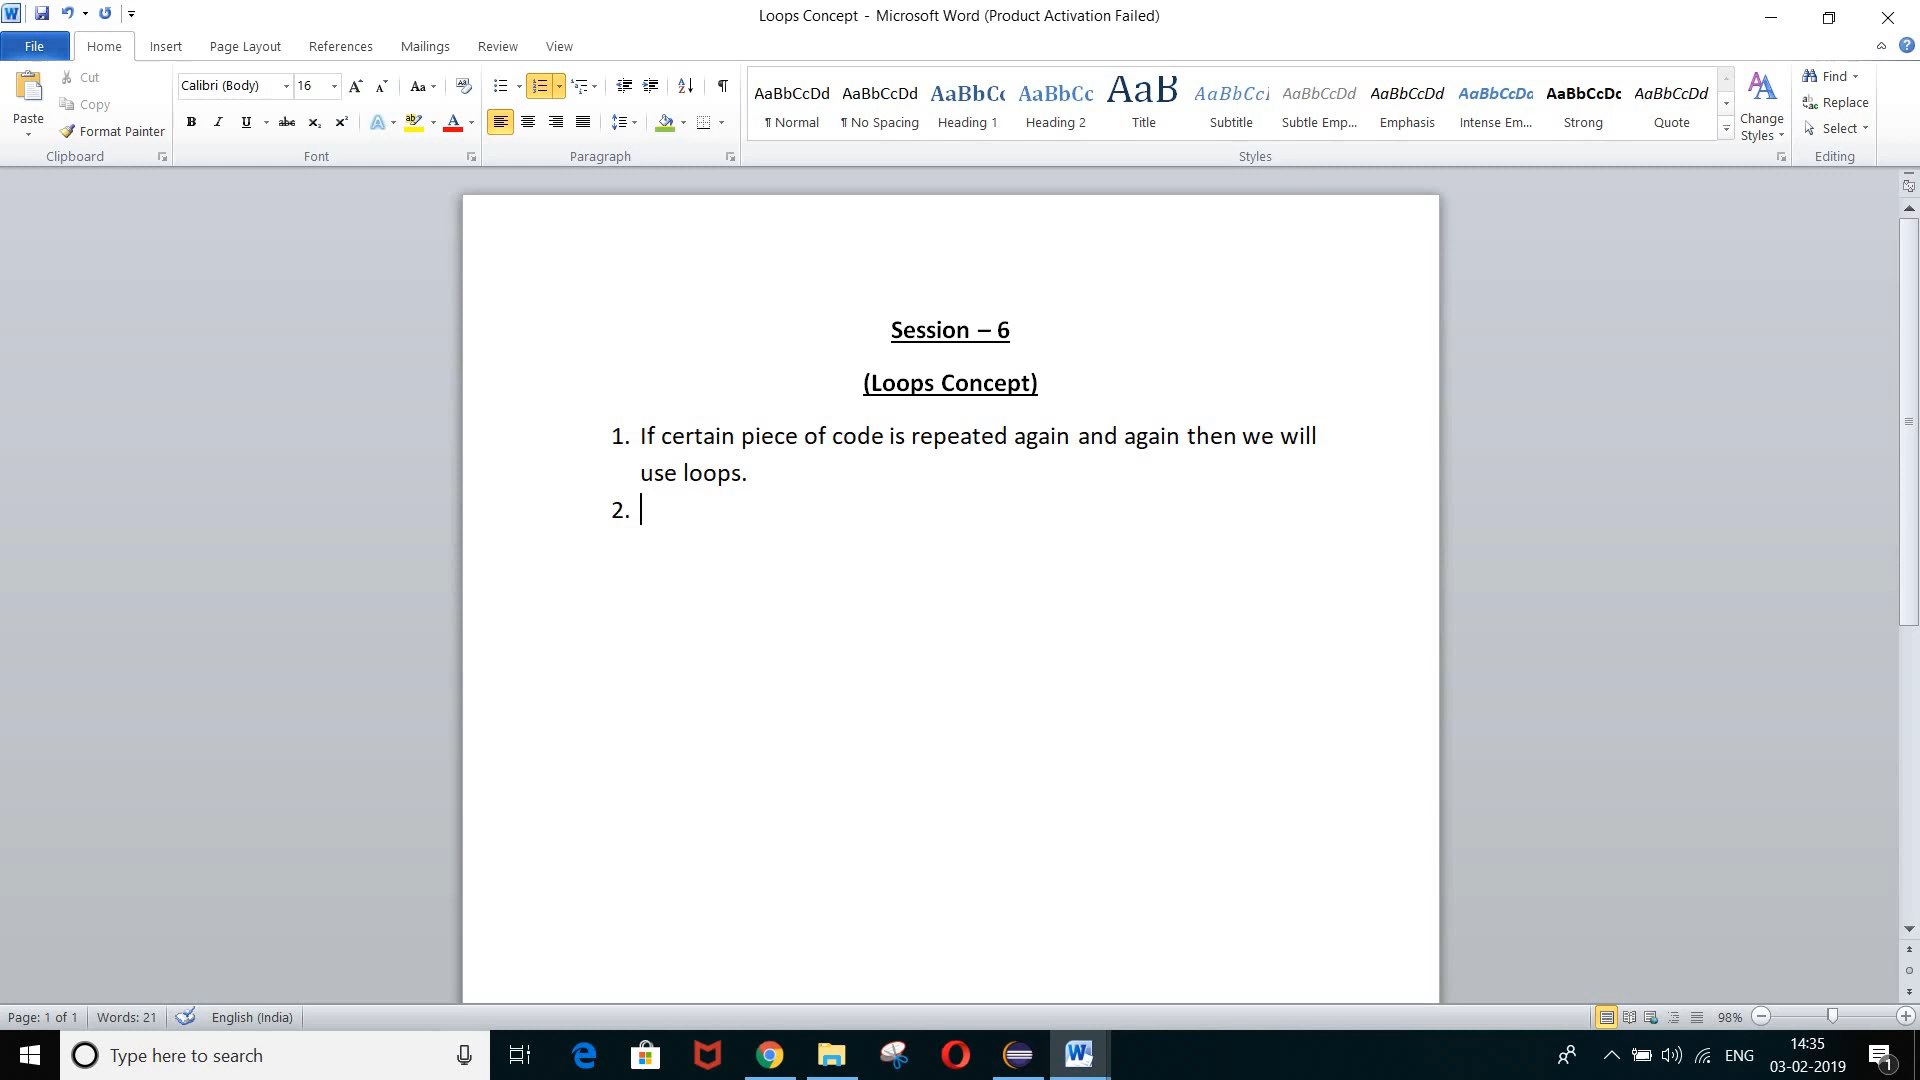 Loops Concept - Microsoft Word (Product Activation Failed)
File Home Insert Page Layout References Mailings Review View
Paste
Cut
Copy
Format Painter
Clipboard
Calibri (Body) 16
Font
Paragraph
AaBbCcDd AaBbCcDd AaBbCc AaBbCc AaB AaBbCcI AaBbCcDd AaBbCcDd AaBbCcDd AaBbCcDc AaBbCcDd
¶ Normal ¶ No Spacing Heading 1 Heading 2 Title Subtitle Subtle Emp... Emphasis Intense Em... Strong Quote
Change
Styles
Styles
Find
Replace
Select
Editing
Session – 6
(Loops Concept)
1. If certain piece of code is repeated again and again then we will
use loops.
2.
Page: 1 of 1 Words: 21 English (India) 98%
Type here to search
ENG
14:35
03-02-2019
1